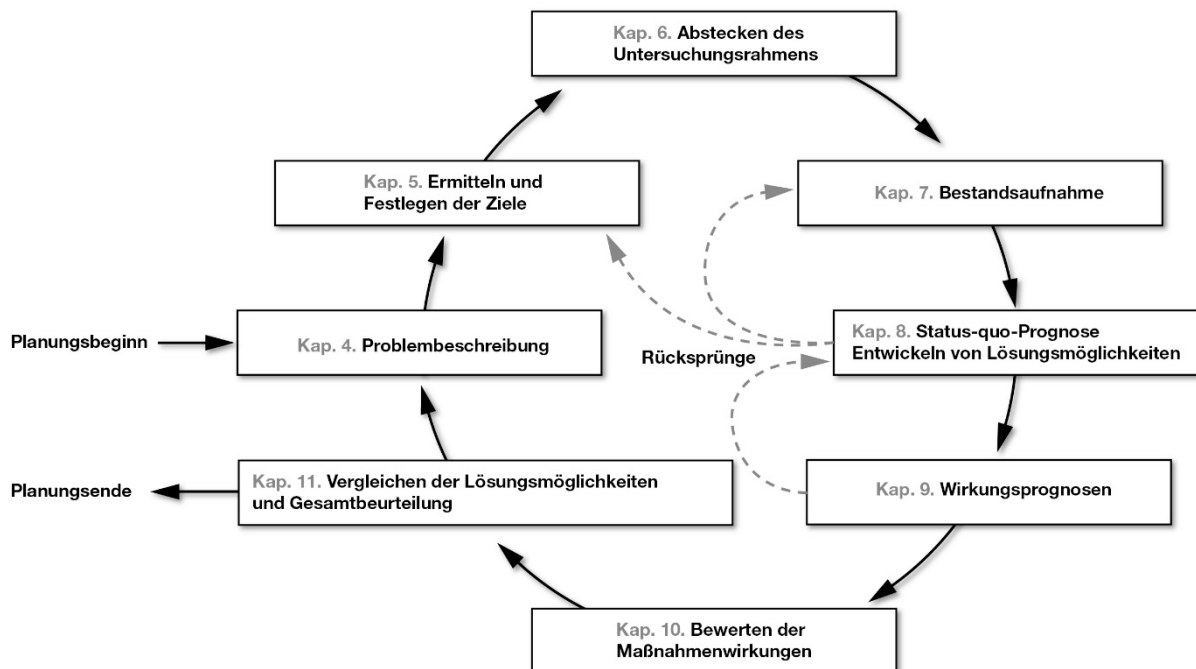 Kap. 6. Abstecken des
Untersuchungsrahmens
Kap. 5. Ermitteln und
Festlegen der Ziele
Kap. 7. Bestandsaufnahme
Planungsbeginn
Kap. 4. Problembeschreibung
Rücksprünge
Kap. 8. Status-quo-Prognose
Entwickeln von Lösungsmöglichkeiten
Planungsende
Kap. 11. Vergleichen der Lösungsmöglichkeiten
und Gesamtbeurteilung
Kap. 9. Wirkungsprognosen
Kap. 10. Bewerten der
Maßnahmenwirkungen